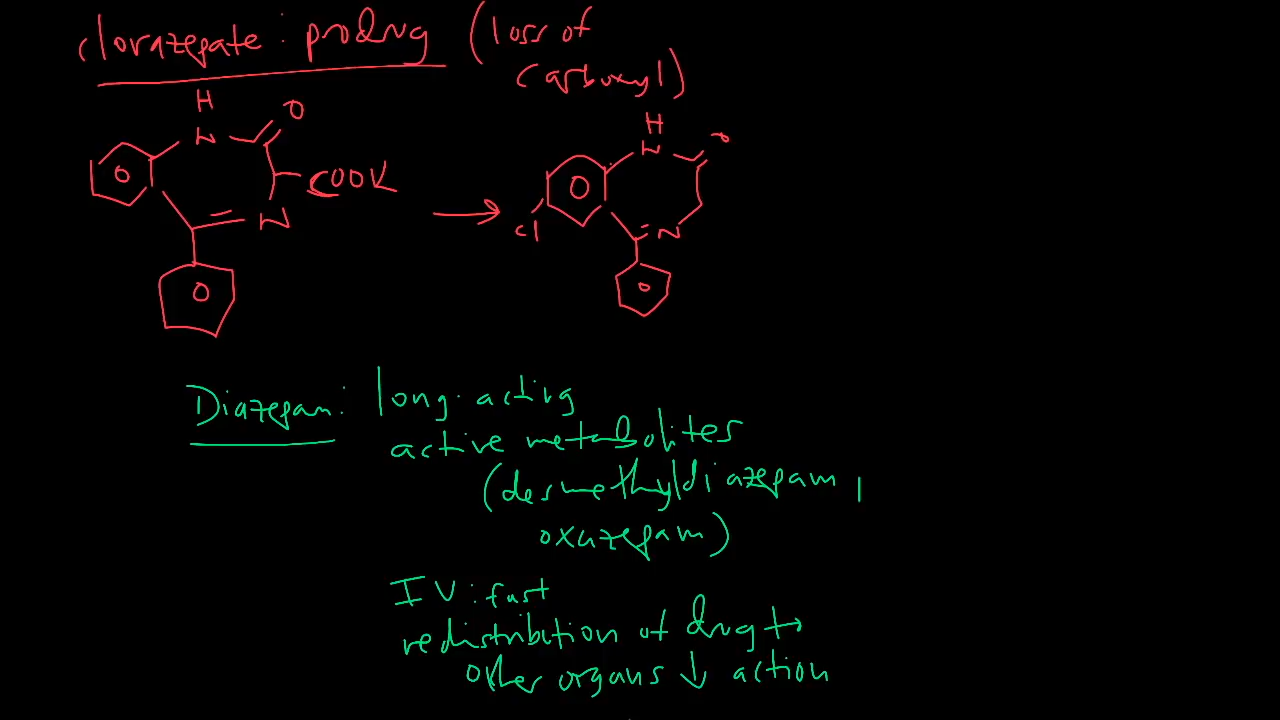 clorazepate: prodrug (loss of
carboxyl)
H
N
O
COOK
N
H
N
O
Cl
N
Diazepam: long-acting
active metabolites
(desmethyldiazepam,
oxazepam)
IV: fast
redistribution of drug →
other organs ↓ action